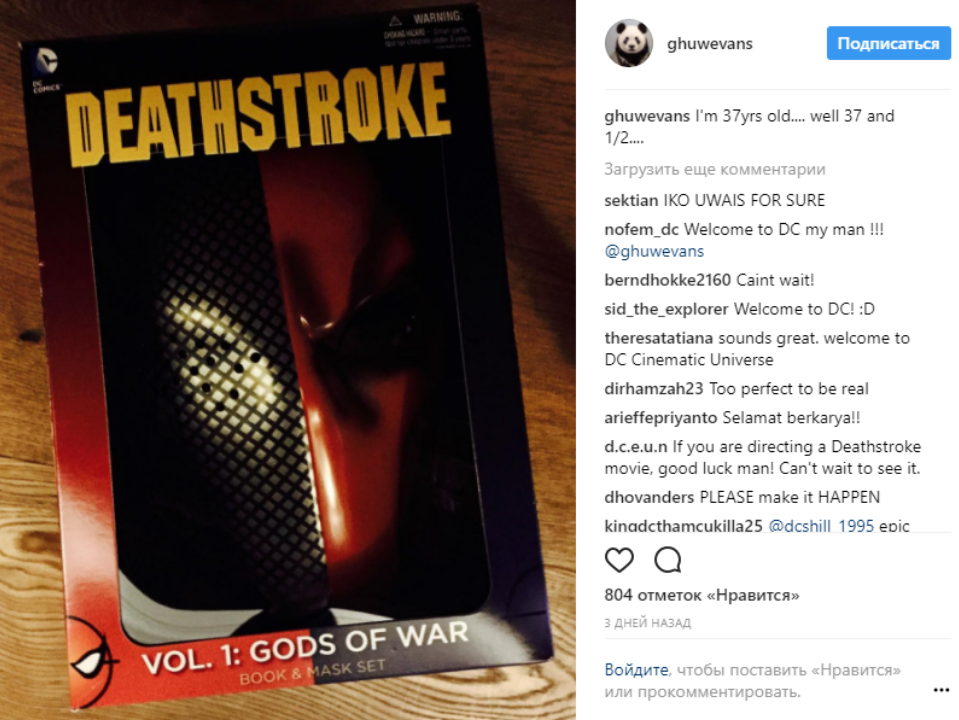 WARNING:
CHOKING HAZARD - Small parts.
Not for children under 3 years
DC
COMICS
DEATHSTROKE
VOL. 1: GODS OF WAR
BOOK & MASK SET
ghuwevans
Подписаться
ghuwevans I'm 37yrs old.... well 37 and
1/2....
Загрузить еще комментарии
sektian IKO UWAIS FOR SURE
nofem_dc Welcome to DC my man !!!
@ghuwevans
berndhokke2160 Caint wait!
sid_the_explorer Welcome to DC! :D
theresatatiana sounds great. welcome to
DC Cinematic Universe
dirhamzah23 Too perfect to be real
arieffepriyanto Selamat berkarya!!
d.c.e.u.n If you are directing a Deathstroke
movie, good luck man! Can't wait to see it.
dhovanders PLEASE make it HAPPEN
kingdcthamcukilla25 @dcshill_1995 epic
804 отметок «Нравится»
3 ДНЕЙ НАЗАД
Войдите, чтобы поставить «Нравится»
или прокомментировать.